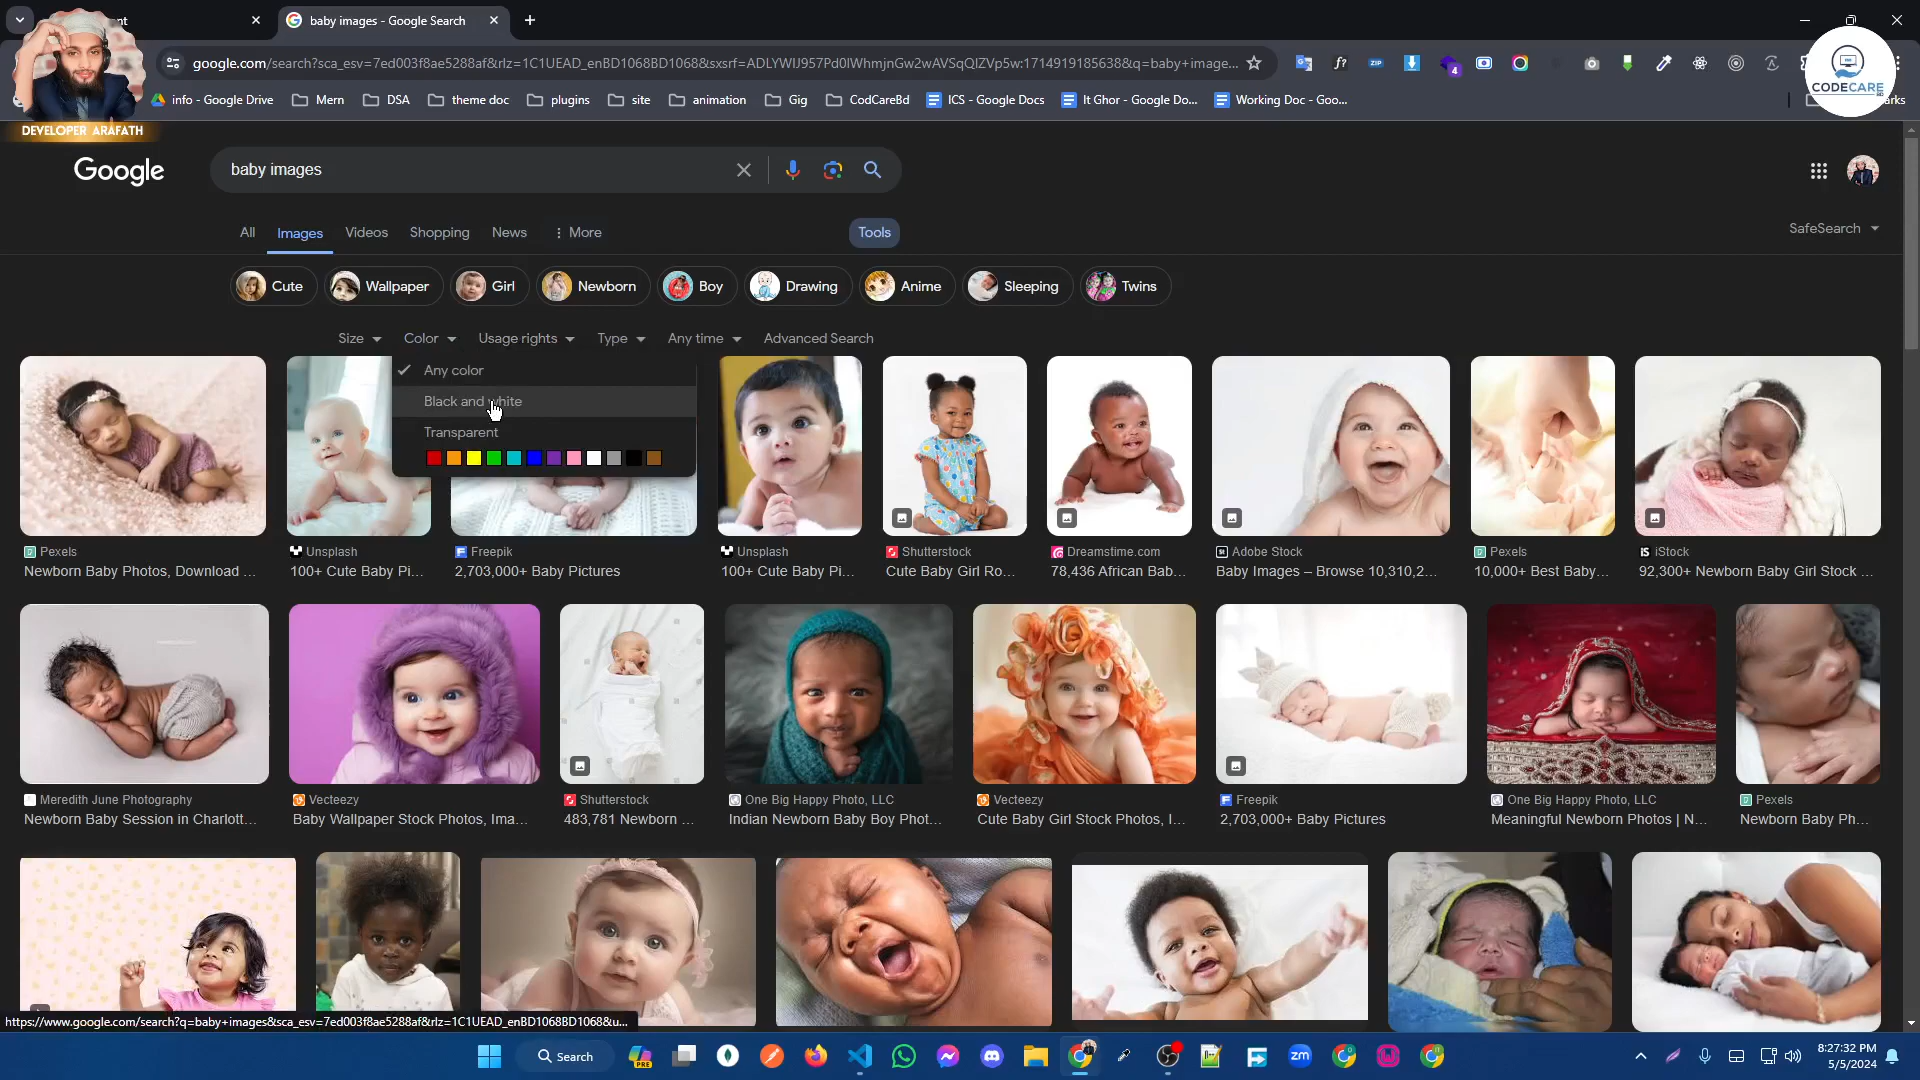 nt
baby images - Google Search
google.com/search?sca_esv=7ed003f8ae5288af&rlz=1C1UEAD_enBD1068BD1068&sxsrf=ADLYWIJ957Pd0lWhmjnGw2wAVSqQIZVp5w:1714919185638&q=baby+image...
4
CODECARE
info - Google Drive
Mern
DSA
theme doc
plugins
site
animation
Gig
CodCareBd
ICS - Google Docs
It Ghor - Google Do...
Working Doc - Goo...
DEVELOPER ARAFATH
Google
baby images
All
Images
Videos
Shopping
News
More
Tools
SafeSearch
Cute
Wallpaper
Girl
Newborn
Boy
Drawing
Anime
Sleeping
Twins
Size
Color
Usage rights
Type
Any time
Advanced Search
Any color
Black and white
Transparent
Pexels
Newborn Baby Photos, Download ...
Unsplash
100+ Cute Baby Pi...
Freepik
2,703,000+ Baby Pictures
Unsplash
100+ Cute Baby Pi...
Shutterstock
Cute Baby Girl Ro...
Dreamstime.com
78,436 African Bab...
Adobe Stock
Baby Images – Browse 10,310,2...
Pexels
10,000+ Best Baby...
iStock
92,300+ Newborn Baby Girl Stock ...
Meredith June Photography
Newborn Baby Session in Charlott...
Vecteezy
Baby Wallpaper Stock Photos, Ima...
Shutterstock
483,781 Newborn ...
One Big Happy Photo, LLC
Indian Newborn Baby Boy Phot...
Vecteezy
Cute Baby Girl Stock Photos, I...
Freepik
2,703,000+ Baby Pictures
One Big Happy Photo, LLC
Meaningful Newborn Photos | N...
Pexels
Newborn Baby Ph...
https://www.google.com/search?q=baby+images&sca_esv=7ed003f8ae5288af&rlz=1C1UEAD_enBD1068BD1068&u...
Search
PRE
zm
8:27:32 PM
5/5/2024